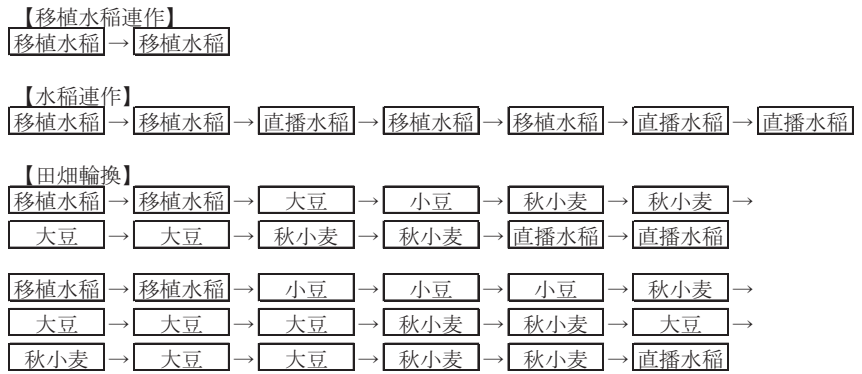 【移植水稲連作】
移植水稲→移植水稲
【水稲連作】
移植水稲→移植水稲→直播水稲→移植水稲→移植水稲→直播水稲→直播水稲
【田畑輪換】
移植水稲→移植水稲→大豆→小豆→秋小麦→秋小麦→
大豆→大豆→秋小麦→秋小麦→直播水稲→直播水稲
移植水稲→移植水稲→小豆→小豆→小豆→秋小麦→
大豆→大豆→大豆→秋小麦→秋小麦→大豆→
秋小麦→大豆→大豆→秋小麦→秋小麦→直播水稲